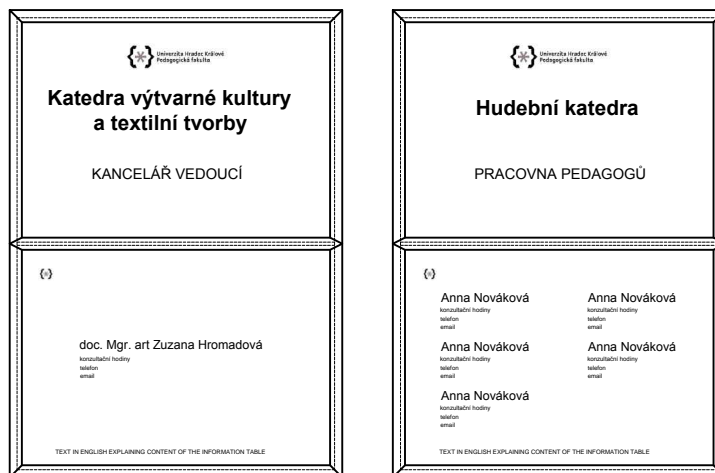 Univerzita Hradec Králové
Pedagogická fakulta
Katedra výtvarné kultury
a textilní tvorby
KANCELÁŘ VEDOUCÍ
doc. Mgr. art Zuzana Hromadová
konzultační hodiny
telefon
email
TEXT IN ENGLISH EXPLAINING CONTENT OF THE INFORMATION TABLE
Univerzita Hradec Králové
Pedagogická fakulta
Hudební katedra
PRACOVNA PEDAGOGŮ
Anna Nováková
konzultační hodiny
telefon
email
Anna Nováková
konzultační hodiny
telefon
email
Anna Nováková
konzultační hodiny
telefon
email
Anna Nováková
konzultační hodiny
telefon
email
Anna Nováková
konzultační hodiny
telefon
email
TEXT IN ENGLISH EXPLAINING CONTENT OF THE INFORMATION TABLE